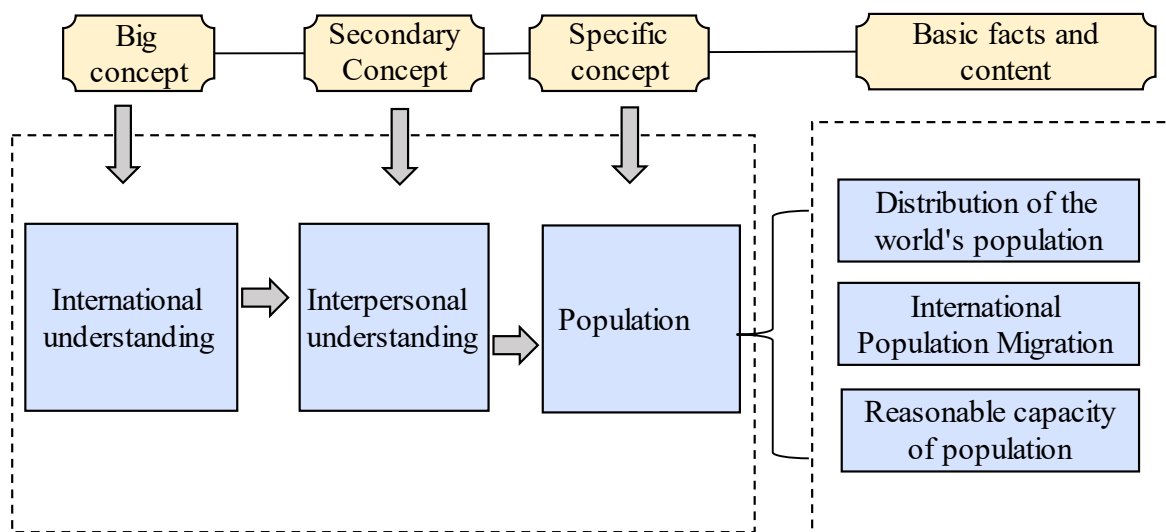 Big
concept
Secondary
Concept
Specific
concept
Basic facts and
content
International
understanding
Interpersonal
understanding
Population
Distribution of the
world's population
International
Population Migration
Reasonable capacity
of population